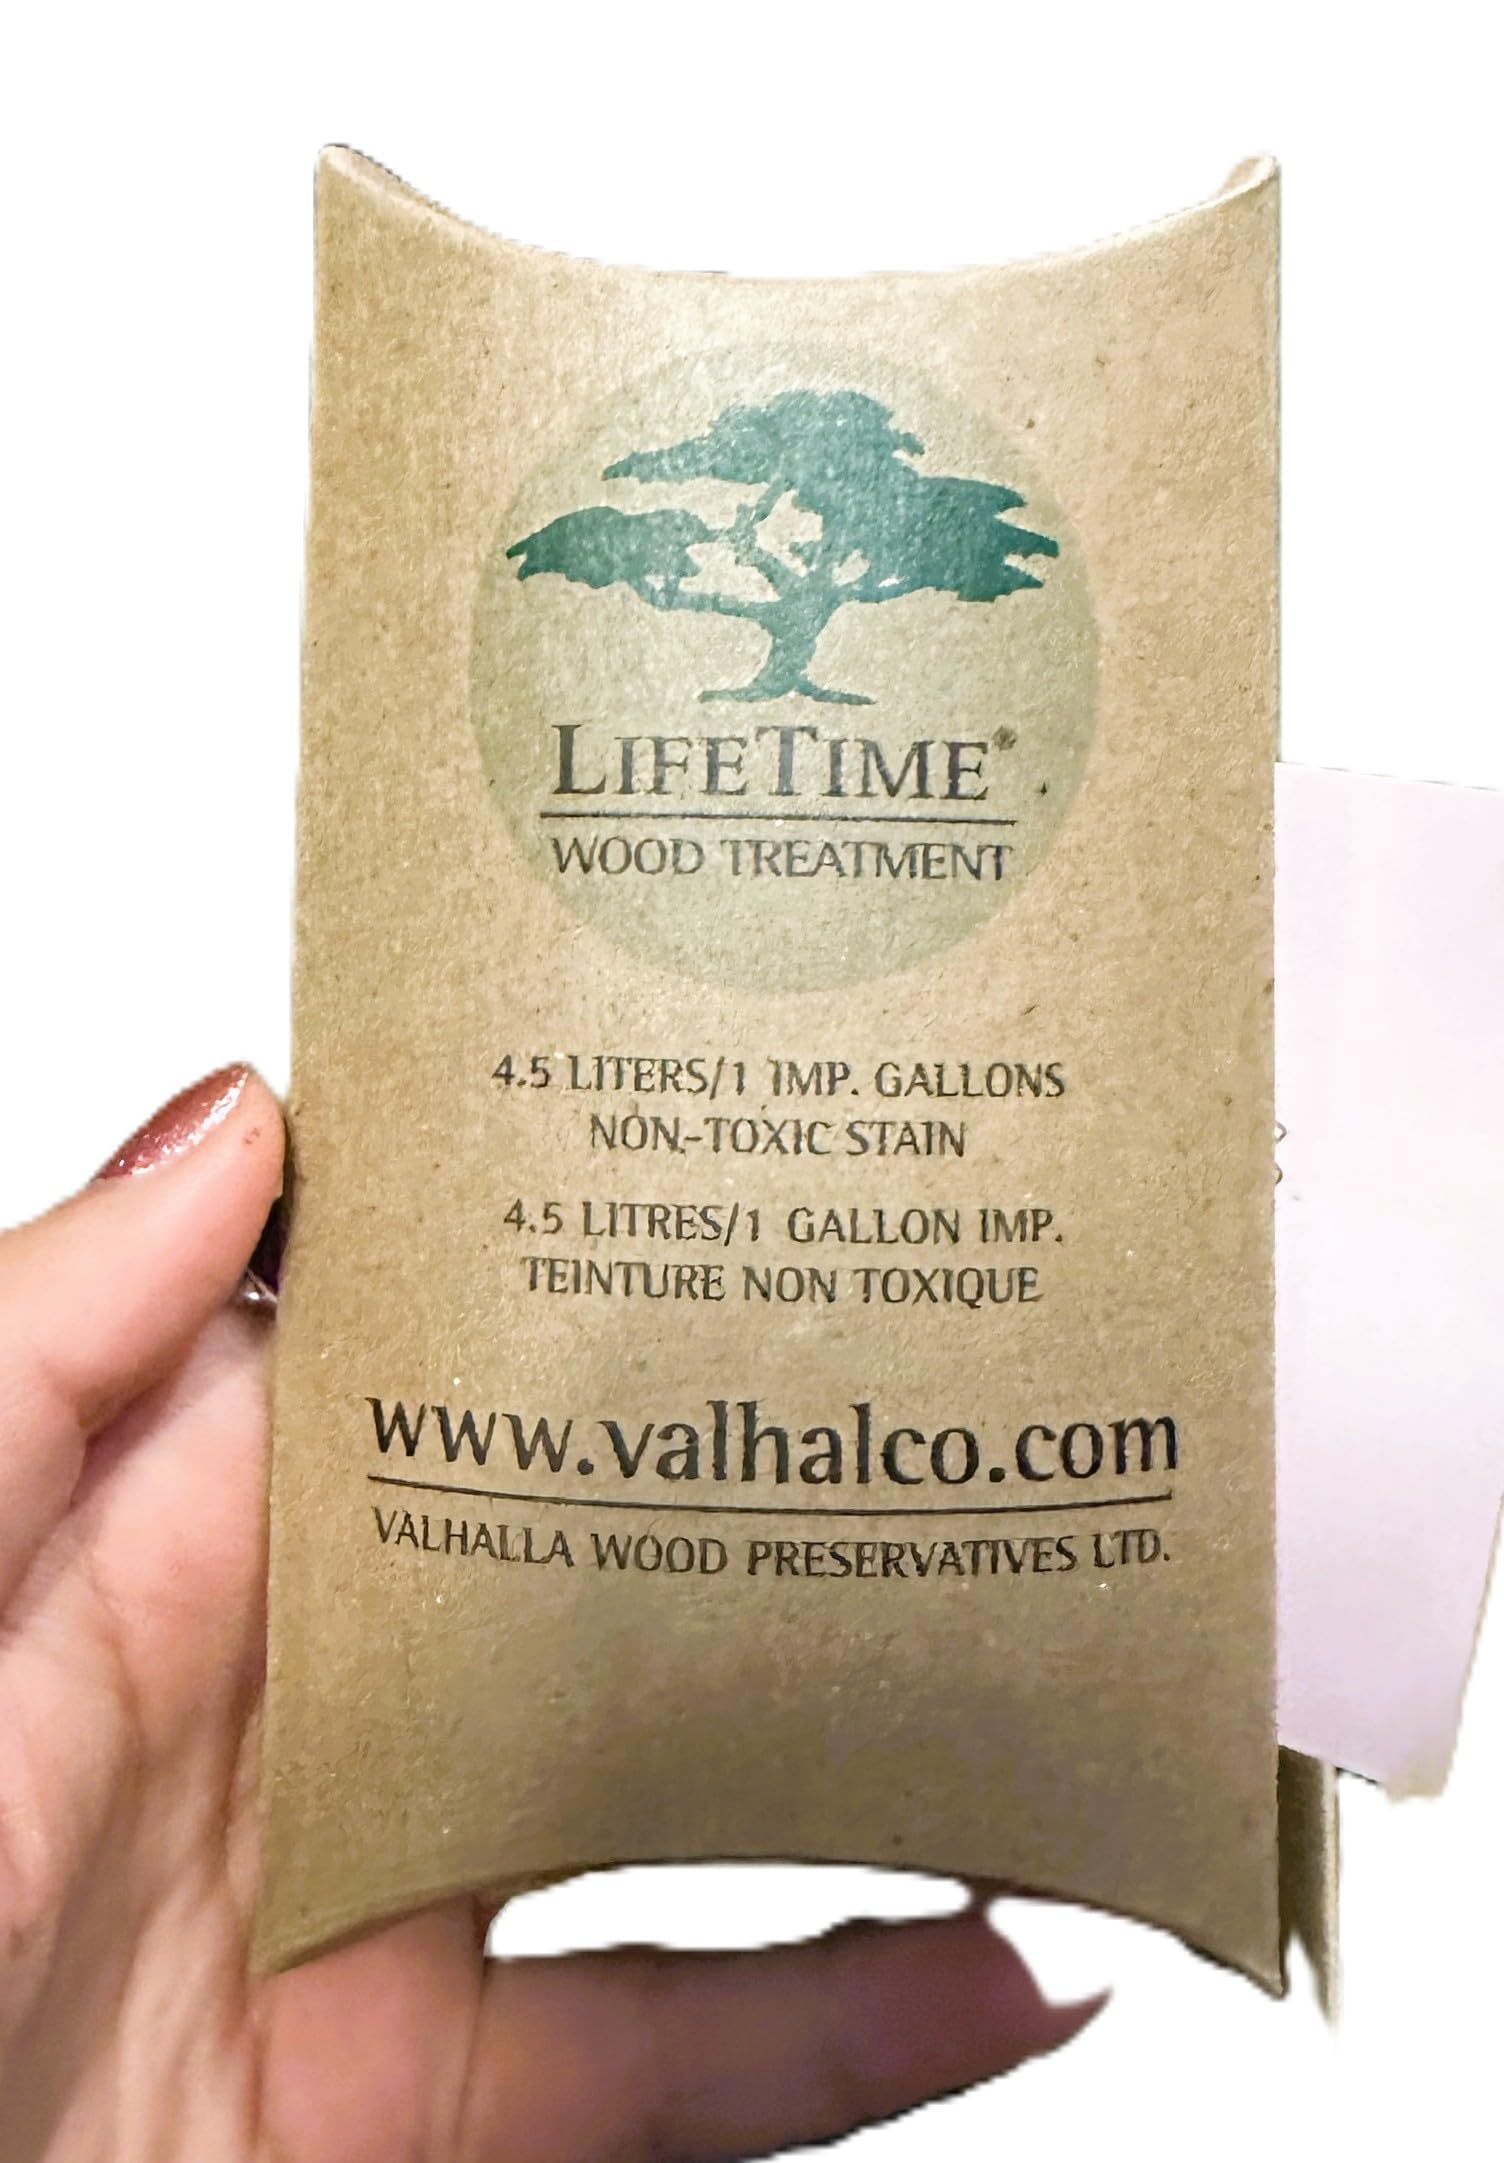 LIFETIME®
WOOD TREATMENT
4.5 LITERS/1 IMP. GALLONS
NON-TOXIC STAIN
4.5 LITRES/1 GALLON IMP.
TEINTURE NON TOXIQUE
www.valhalco.com
VALHALLA WOOD PRESERVATIVES LTD.